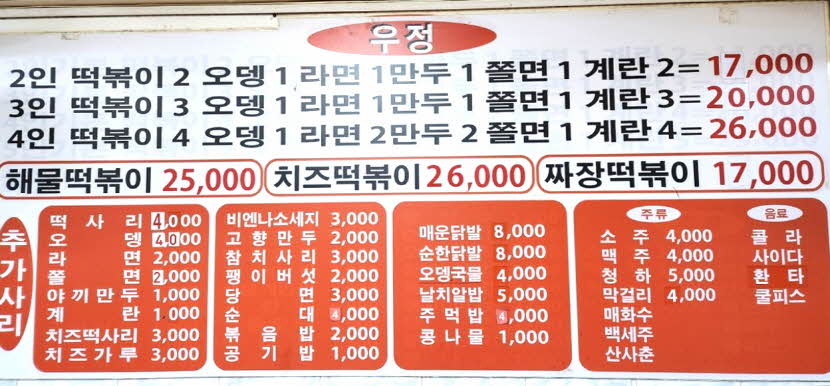 우정
2인 떡볶이 2 오뎅 1 라면 1 만두 1 쫄면 1 계란 2 = 17,000
3인 떡볶이 3 오뎅 1 라면 1 만두 1 쫄면 1 계란 3 = 20,000
4인 떡볶이 4 오뎅 1 라면 2 만두 2 쫄면 1 계란 4 = 26,000
해물떡볶이 25,000 치즈떡볶이 26,000 짜장떡볶이 17,000
추가사리
떡사리 4,000
오뎅 4,000
라면 2,000
쫄면 2,000
야끼만두 1,000
계란 1,000
치즈떡사리 3,000
치즈가루 3,000
비엔나소세지 3,000
고향만두 2,000
참치사리 3,000
팽이버섯 2,000
당면 3,000
순대 4,000
볶음밥 2,000
공기밥 1,000
매운닭발 8,000
순한닭발 8,000
오뎅국물 4,000
날치알밥 5,000
주먹밥 4,000
콩나물 1,000
주류
소주 4,000
맥주 4,000
청하 5,000
막걸리 4,000
매화수
백세주
산사춘
음료
콜라
사이다
환타
쿨피스